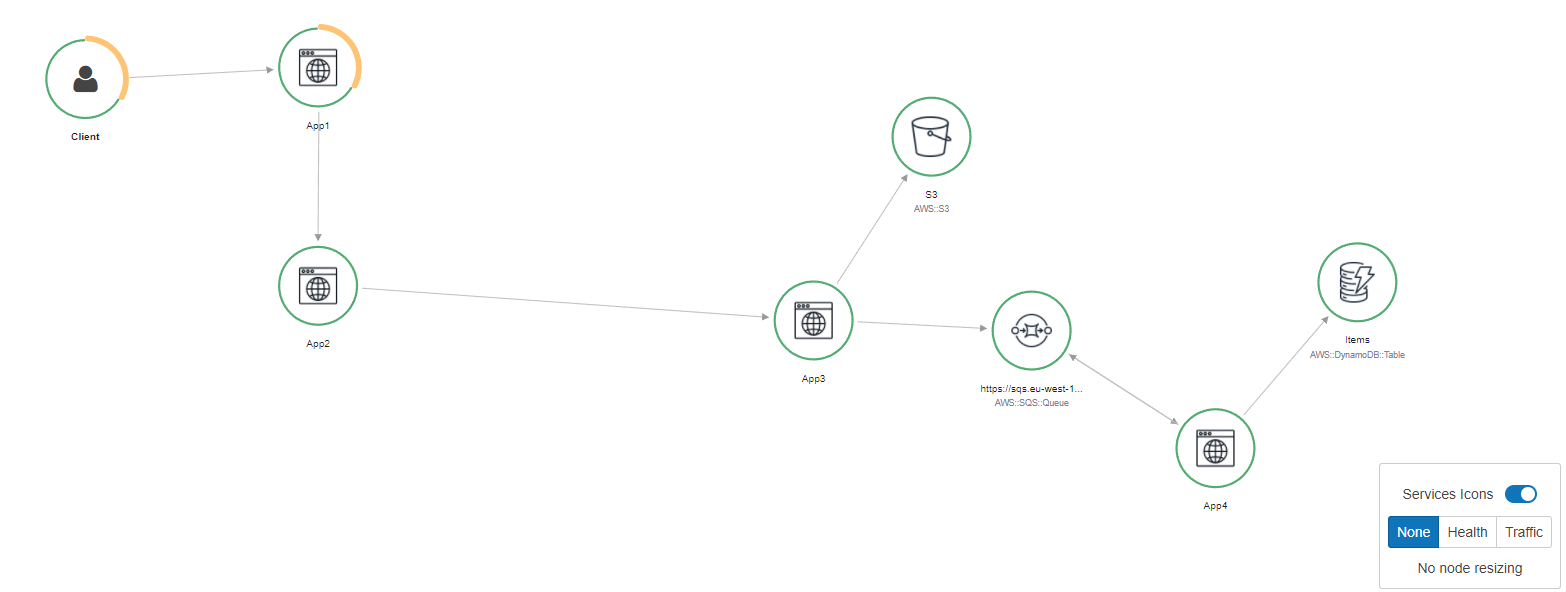 Client
App1
App2
App3
S3
AWS::S3
https://sqs.eu-west-1...
AWS::SQS::Queue
App4
Items
AWS::DynamoDB::Table
Services Icons
None Health Traffic
No node resizing